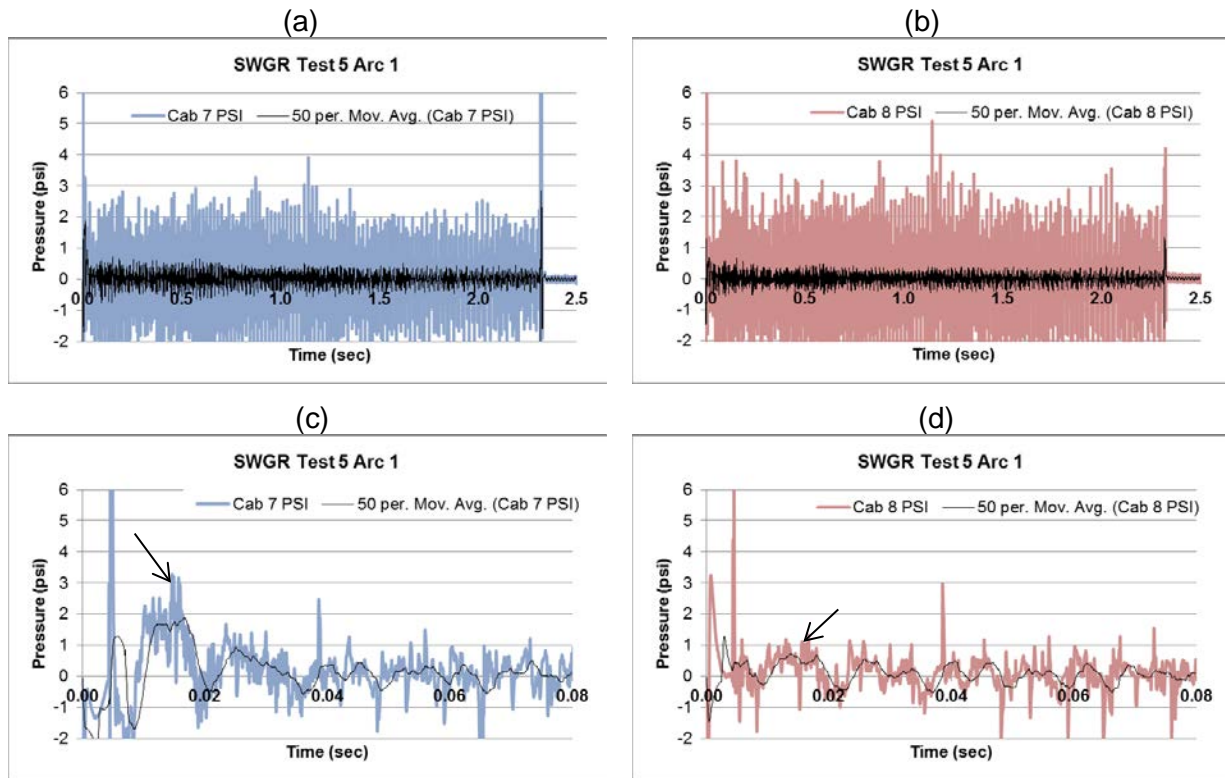 (a)
SWGR Test 5 Arc 1
Cab 7 PSI
50 per. Mov. Avg. (Cab 7 PSI)
Pressure (psi)
6
5
4
3
2
1
0
-1
-2
0.0 0.5 1.0 1.5 2.0 2.5
Time (sec)
(b)
SWGR Test 5 Arc 1
Cab 8 PSI
50 per. Mov. Avg. (Cab 8 PSI)
Pressure (psi)
6
5
4
3
2
1
0
-1
-2
0.0 0.5 1.0 1.5 2.0 2.5
Time (sec)
(c)
SWGR Test 5 Arc 1
Cab 7 PSI
50 per. Mov. Avg. (Cab 7 PSI)
Pressure (psi)
6
5
4
3
2
1
0
-1
-2
0.00 0.02 0.04 0.06 0.08
Time (sec)
(d)
SWGR Test 5 Arc 1
Cab 8 PSI
50 per. Mov. Avg. (Cab 8 PSI)
Pressure (psi)
6
5
4
3
2
1
0
-1
-2
0.00 0.02 0.04 0.06 0.08
Time (sec)